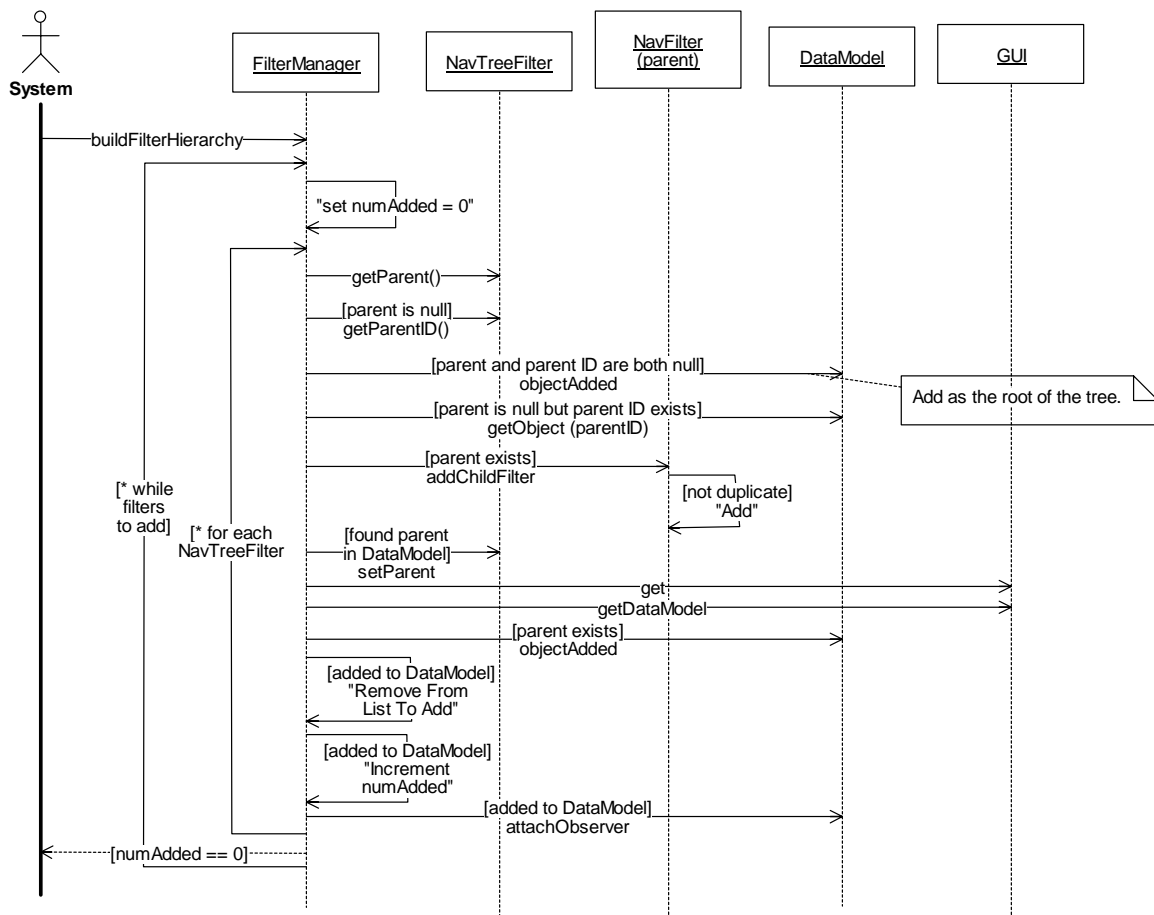 System
FilterManager
NavTreeFilter
NavFilter
(parent)
DataModel
GUI
buildFilterHierarchy
"set numAdded = 0"
getParent()
[parent is null]
getParentID()
[parent and parent ID are both null]
objectAdded
Add as the root of the tree.
[parent is null but parent ID exists]
getObject (parentID)
[parent exists]
addChildFilter
[not duplicate]
"Add"
[* while
filters
to add]
[* for each
NavTreeFilter
[found parent
in DataModel]
setParent
get
getDataModel
[parent exists]
objectAdded
[added to DataModel]
"Remove From
List To Add"
[added to DataModel]
"Increment
numAdded"
[added to DataModel]
attachObserver
[numAdded == 0]